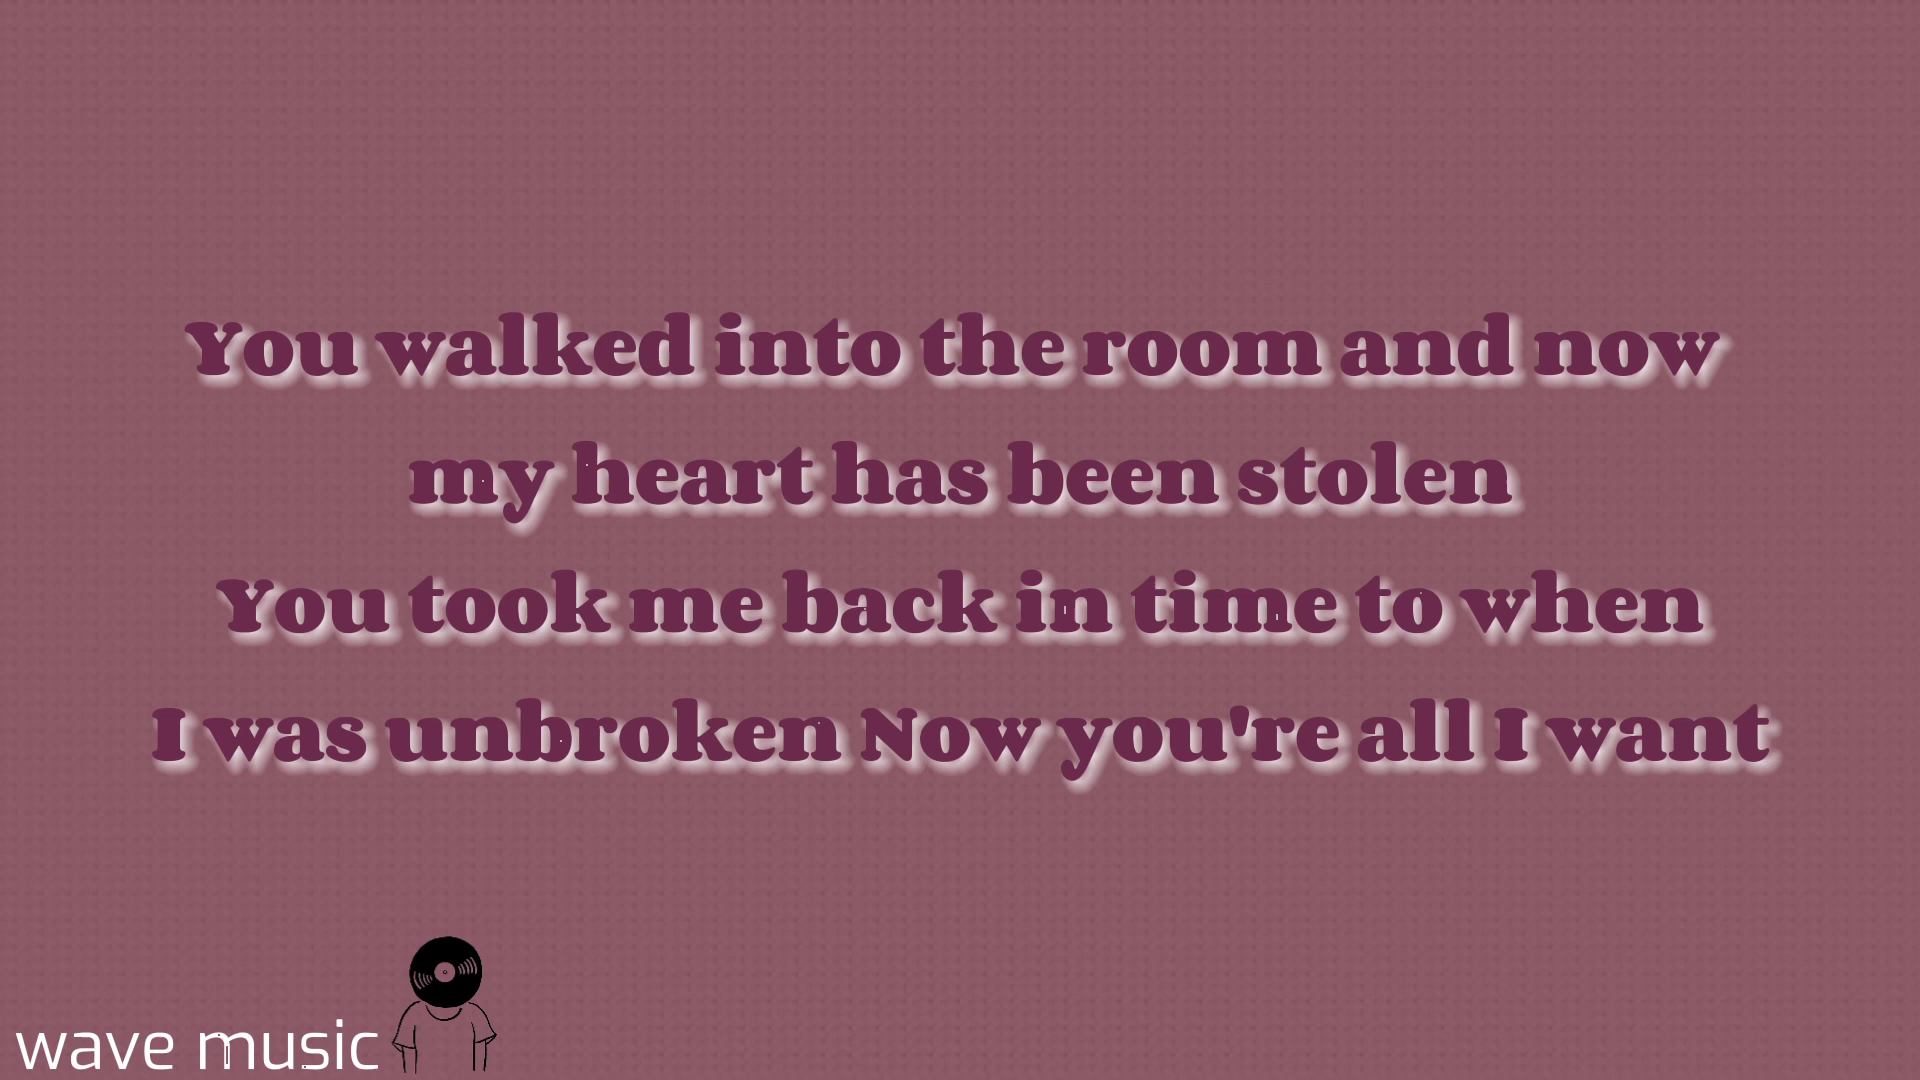 You walked into the room and now
my heart has been stolen
You took me back in time to when
I was unbroken Now you're all I want
wave music